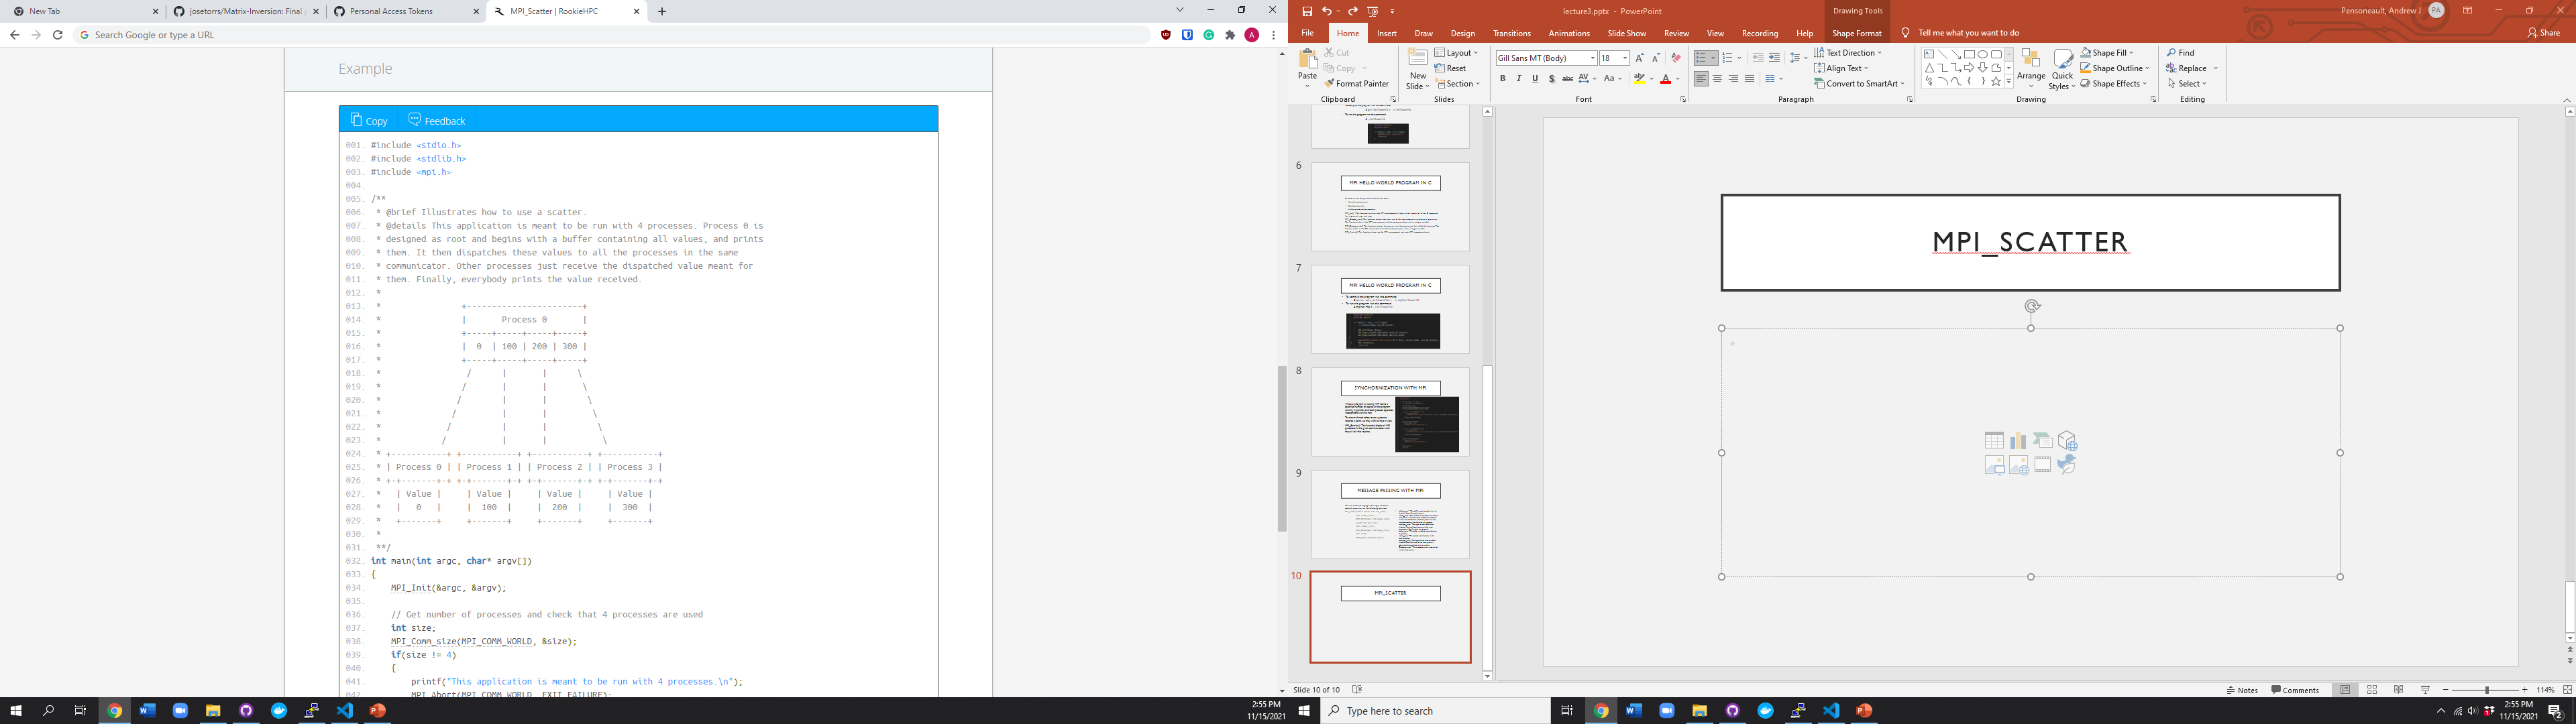 New Tab
josetorrs/Matrix-Inversion: Final p
Personal Access Tokens
MPI_Scatter | RookieHPC
Search Google or type a URL
Example
Copy
Feedback
001. #include <stdio.h>
002. #include <stdlib.h>
003. #include <mpi.h>
004.
005. /**
006.  * @brief Illustrates how to use a scatter.
007.  * @details This application is meant to be run with 4 processes. Process 0 is
008.  * designed as root and begins with a buffer containing all values, and prints
009.  * them. It then dispatches these values to all the processes in the same
010.  * communicator. Other processes just receive the dispatched value meant for
011.  * them. Finally, everybody prints the value received.
012.  *
013.  *                +-----------------------+
014.  *                |       Process 0       |
015.  *                +-----+-----+-----+-----+
016.  *                |  0  | 100 | 200 | 300 |
017.  *                +-----+-----+-----+-----+
018.  *                 /      |       |      \
019.  *                /       |       |       \
020.  *               /        |       |        \
021.  *              /         |       |         \
022.  *             /          |       |          \
023.  *            /           |       |           \
024.  * +-----------+ +-----------+ +-----------+ +-----------+
025.  * | Process 0 | | Process 1 | | Process 2 | | Process 3 |
026.  * +-+-------+-+ +-+-------+-+ +-+-------+-+ +-+-------+-+
027.  *   | Value |     | Value |     | Value |     | Value |
028.  *   |   0   |     |  100  |     |  200  |     |  300  |
029.  *   +-------+     +-------+     +-------+     +-------+
030.  *
031.  **/
032. int main(int argc, char* argv[])
033. {
034.     MPI_Init(&argc, &argv);
035.
036.     // Get number of processes and check that 4 processes are used
037.     int size;
038.     MPI_Comm_size(MPI_COMM_WORLD, &size);
039.     if(size != 4)
040.     {
041.         printf("This application is meant to be run with 4 processes.\n");
042.         MPI_Abort(MPI_COMM_WORLD, EXIT_FAILURE);
2:55 PM
11/15/2021
lecture3.pptx - PowerPoint
Drawing Tools
Pensoneault, Andrew J
PA
File Home Insert Draw Design Transitions Animations Slide Show Review View Recording Help Shape Format Tell me what you want to do Share
Paste
Cut
Copy
Format Painter
Clipboard
New Slide
Layout
Reset
Section
Slides
Gill Sans MT (Body)
18
Font
Text Direction
Align Text
Convert to SmartArt
Paragraph
Arrange
Quick Styles
Shape Fill
Shape Outline
Shape Effects
Drawing
Find
Replace
Select
Editing
6
MPI HELLO WORLD PROGRAM IN C
7
MPI HELLO WORLD PROGRAM IN C
8
SYNCHORNIZATION WITH MPI
9
MESSAGE PASSING WITH MPI
10
MPI_SCATTER
MPI_SCATTER
Slide 10 of 10
Notes
Comments
114%
Type here to search
2:55 PM
11/15/2021
2